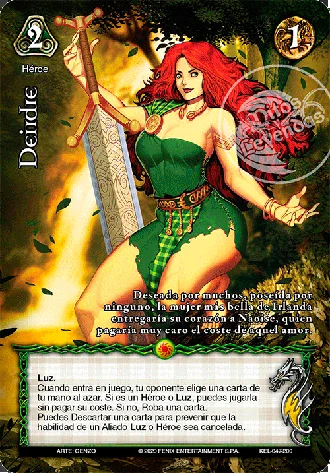 2
1
Héroe
Deirdre
Mitos
Leyendas
Deseada por muchos, poseída por
ninguno, la mujer más bella de Irlanda
entregaría su corazón a Náoise, quien
pagaría muy caro el coste de aquel amor.
Luz.
Cuando entra en juego, tu oponente elige una carta de
tu mano al azar. Si es un Héroe o Luz, puedes jugarla
sin pagar su coste. Si no, Roba una carta.
Puedes Descartar una carta para prevenir que la
habilidad de un Aliado Luz o Héroe sea cancelada.
ARTE: GENZO
FENIX ENTERTAINMENT S.P.A.